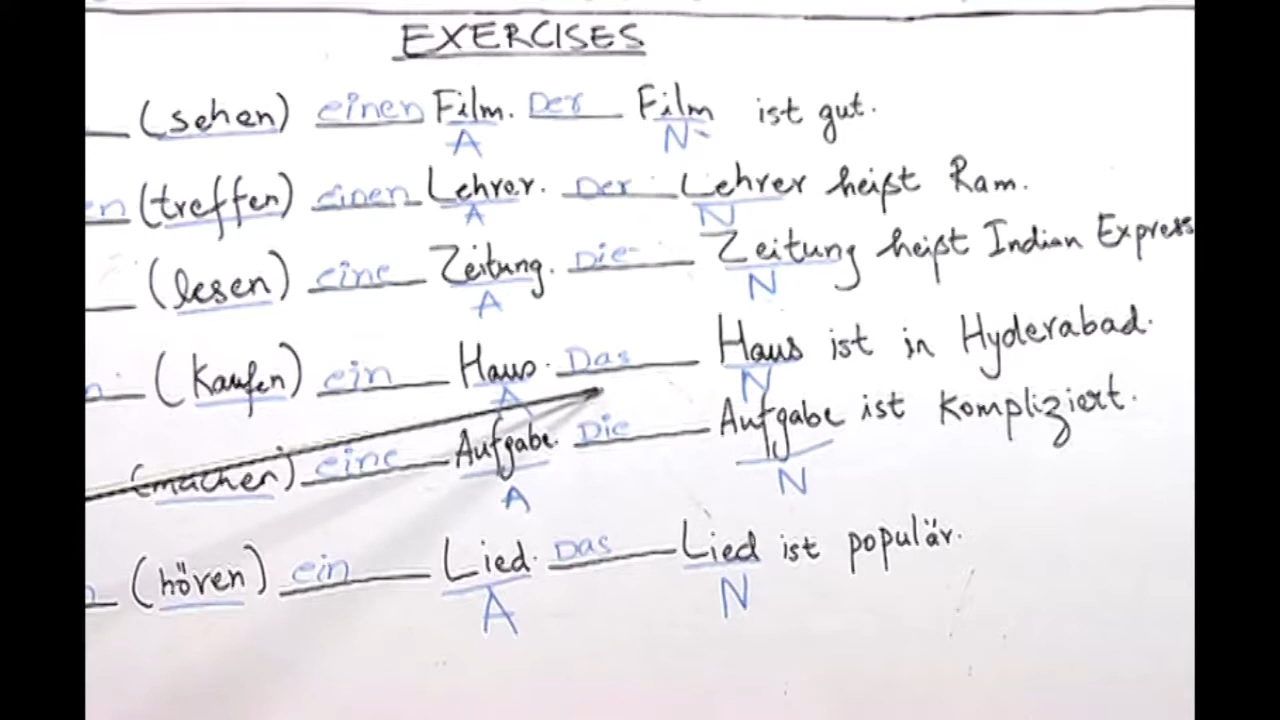 EXERCISES
(sehen) einen Film. Der Film ist gut.
A N
en (treffen) einen Lehrer. Der Lehrer heißt Ram.
A N
(lesen) eine Zeitung. Die Zeitung heißt Indian Express
A N
(Kaufen) ein Haus. Das Haus ist in Hyderabad.
A N
(machen) eine Aufgabe. Die Aufgabe ist Kompliziert.
A N
(hören) ein Lied. Das Lied ist populär.
A N